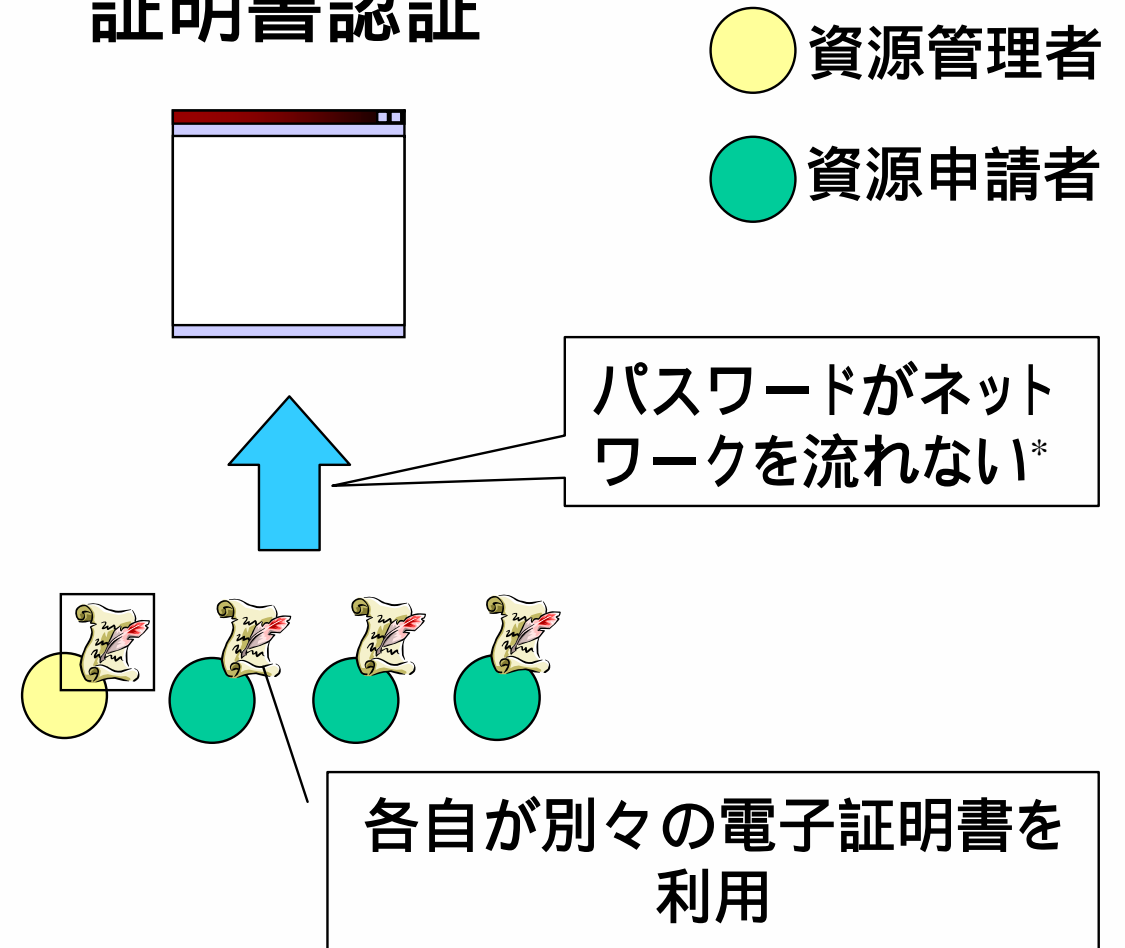 証明書認証
資源管理者
資源申請者
パスワードがネット
ワークを流れない*
各自が別々の電子証明書を
利用